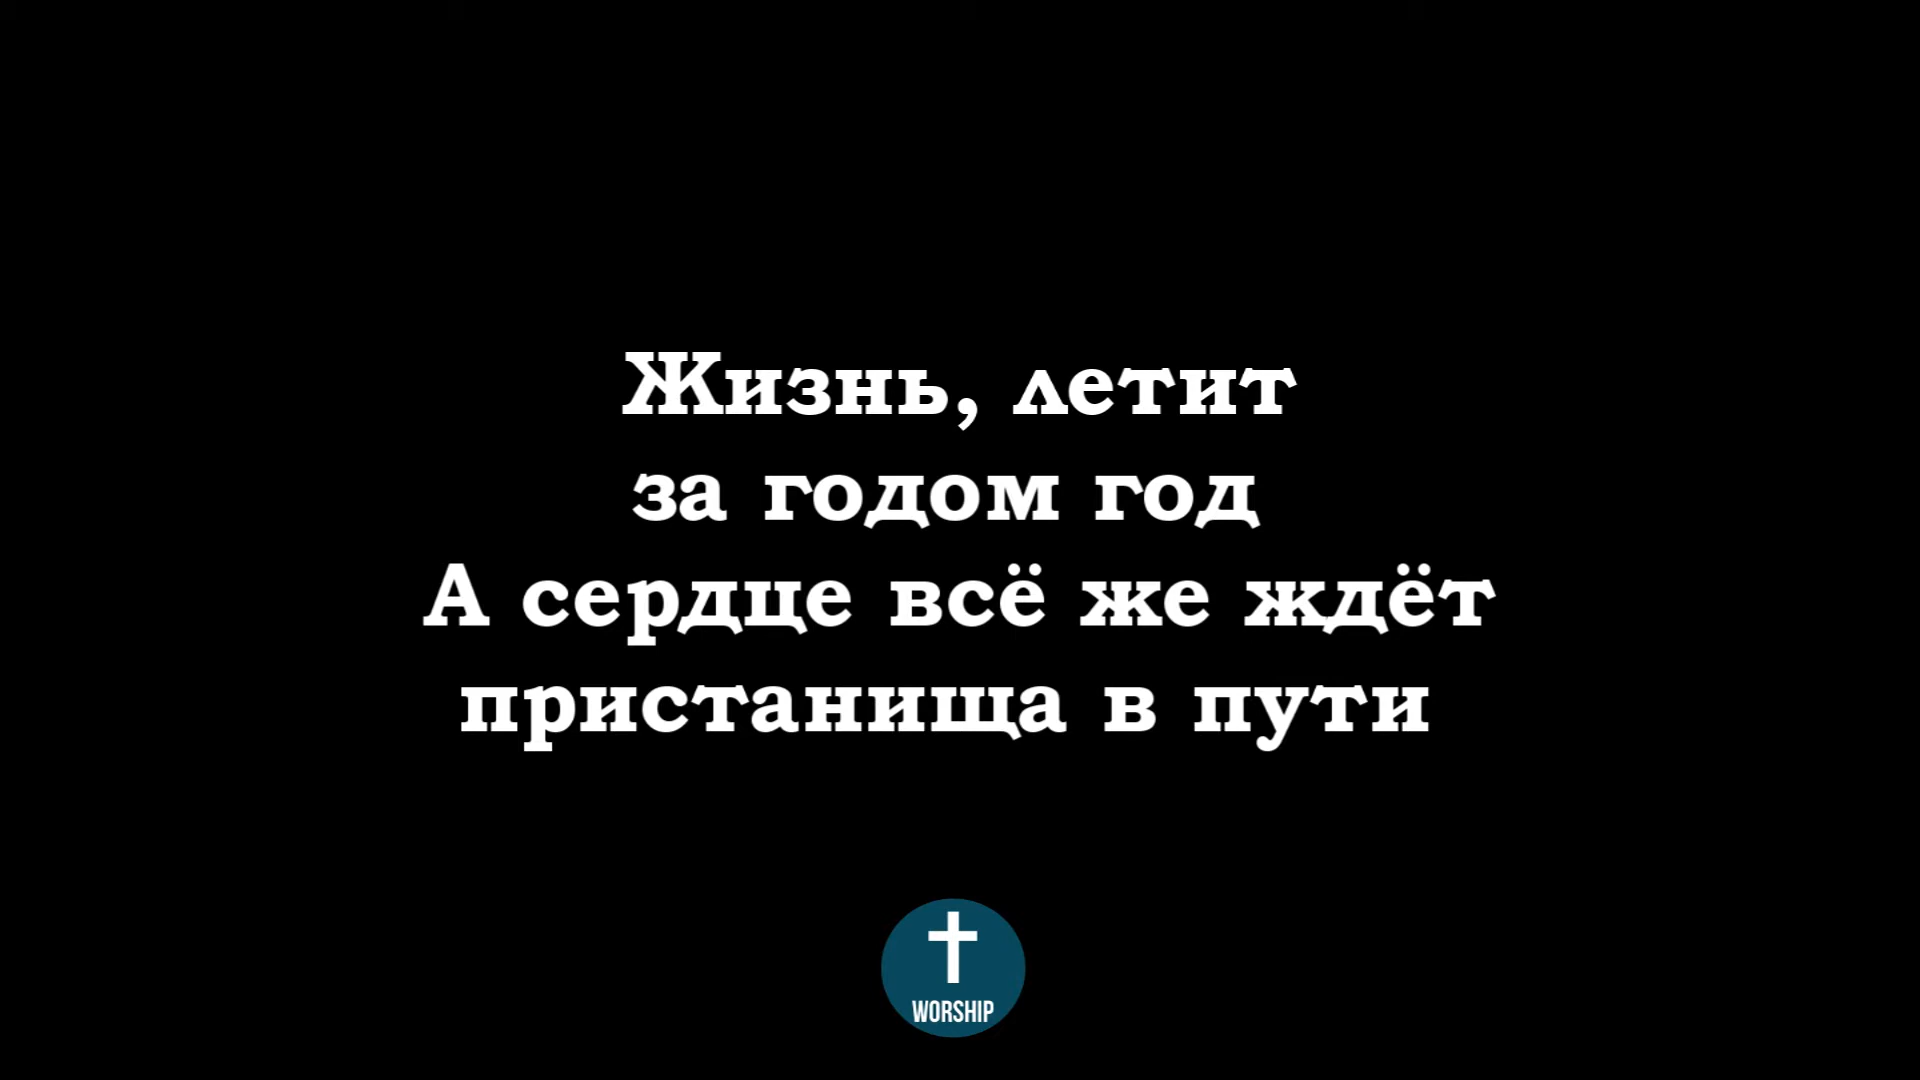 Жизнь, летит
за годом год
А сердце всё же ждёт
пристанища в пути
WORSHIP